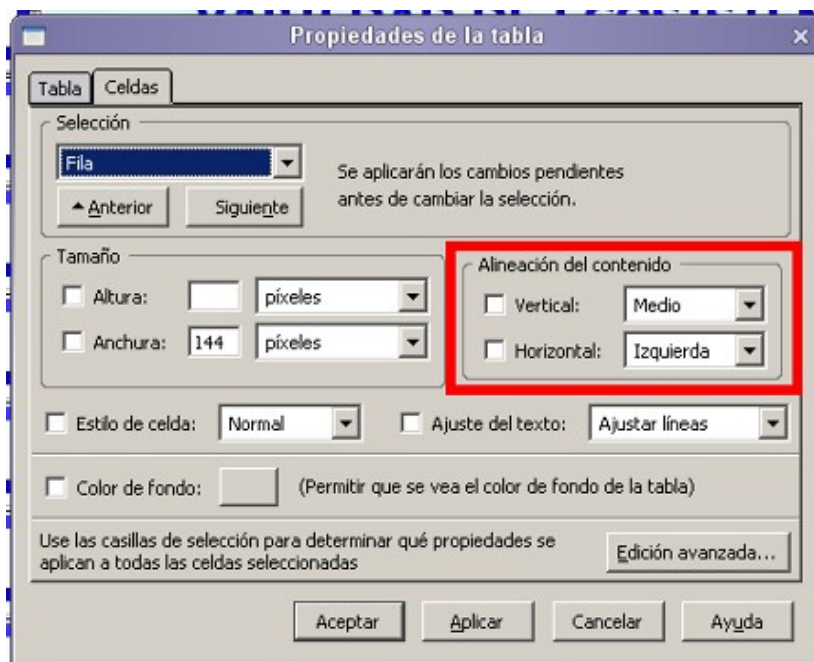 VARIEDAD DE ECOSISTEM
Propiedades de la tabla
Tabla
Celdas
Selección
Fila
Se aplicarán los cambios pendientes
antes de cambiar la selección.
Anterior
Siguiente
Tamaño
Altura:
píxeles
Anchura:
144
píxeles
Alineación del contenido
Vertical:
Medio
Horizontal:
Izquierda
Estilo de celda:
Normal
Ajuste del texto:
Ajustar líneas
Color de fondo:
(Permitir que se vea el color de fondo de la tabla)
Use las casillas de selección para determinar qué propiedades se
aplican a todas las celdas seleccionadas
Edición avanzada...
Aceptar
Aplicar
Cancelar
Ayuda